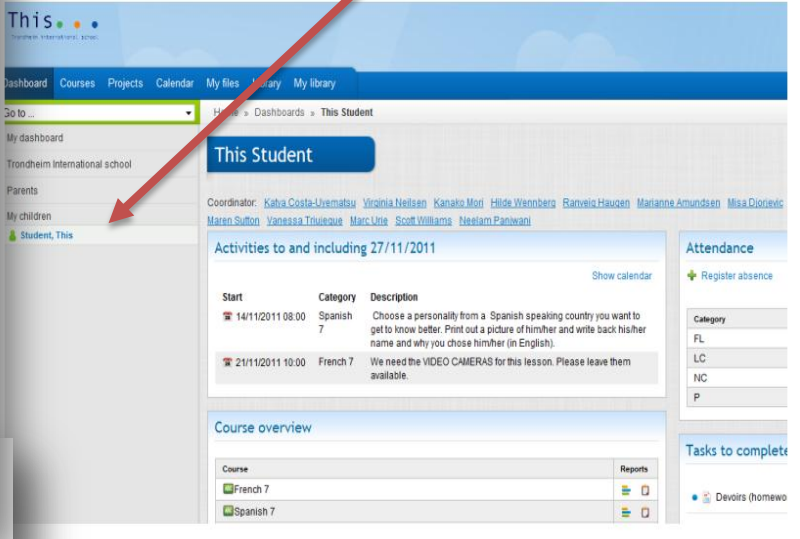 This...
Trondheim International School
Dashboard Courses Projects Calendar My files Library My library
Go to ...
Home » Dashboards » This Student
My dashboard
Trondheim International school
Parents
My children
Student, This
This Student
Coordinator: Katya Costa-Uyematsu Virginia Neilsen Kanako Mori Hilde Wennberg Ranveig Haugen Marianne Amundsen Misa Djorjevic
Maren Sutton Vanessa Marc Urie Scott Williams Neelam Panjwani
Activities to and including 27/11/2011
Show calendar
Start Category Description
14/11/2011 08:00 Spanish 7 Choose a personality from a Spanish speaking country you want to
get to know better. Print out a picture of him/her and write back his/her
name and why you chose him/her (in English).
21/11/2011 10:00 French 7 We need the VIDEO CAMERAS for this lesson. Please leave them
available.
Attendance
Register absence
Category
FL
LC
NC
P
Course overview
Course Reports
French 7
Spanish 7
Tasks to complete
Devoirs (homewo